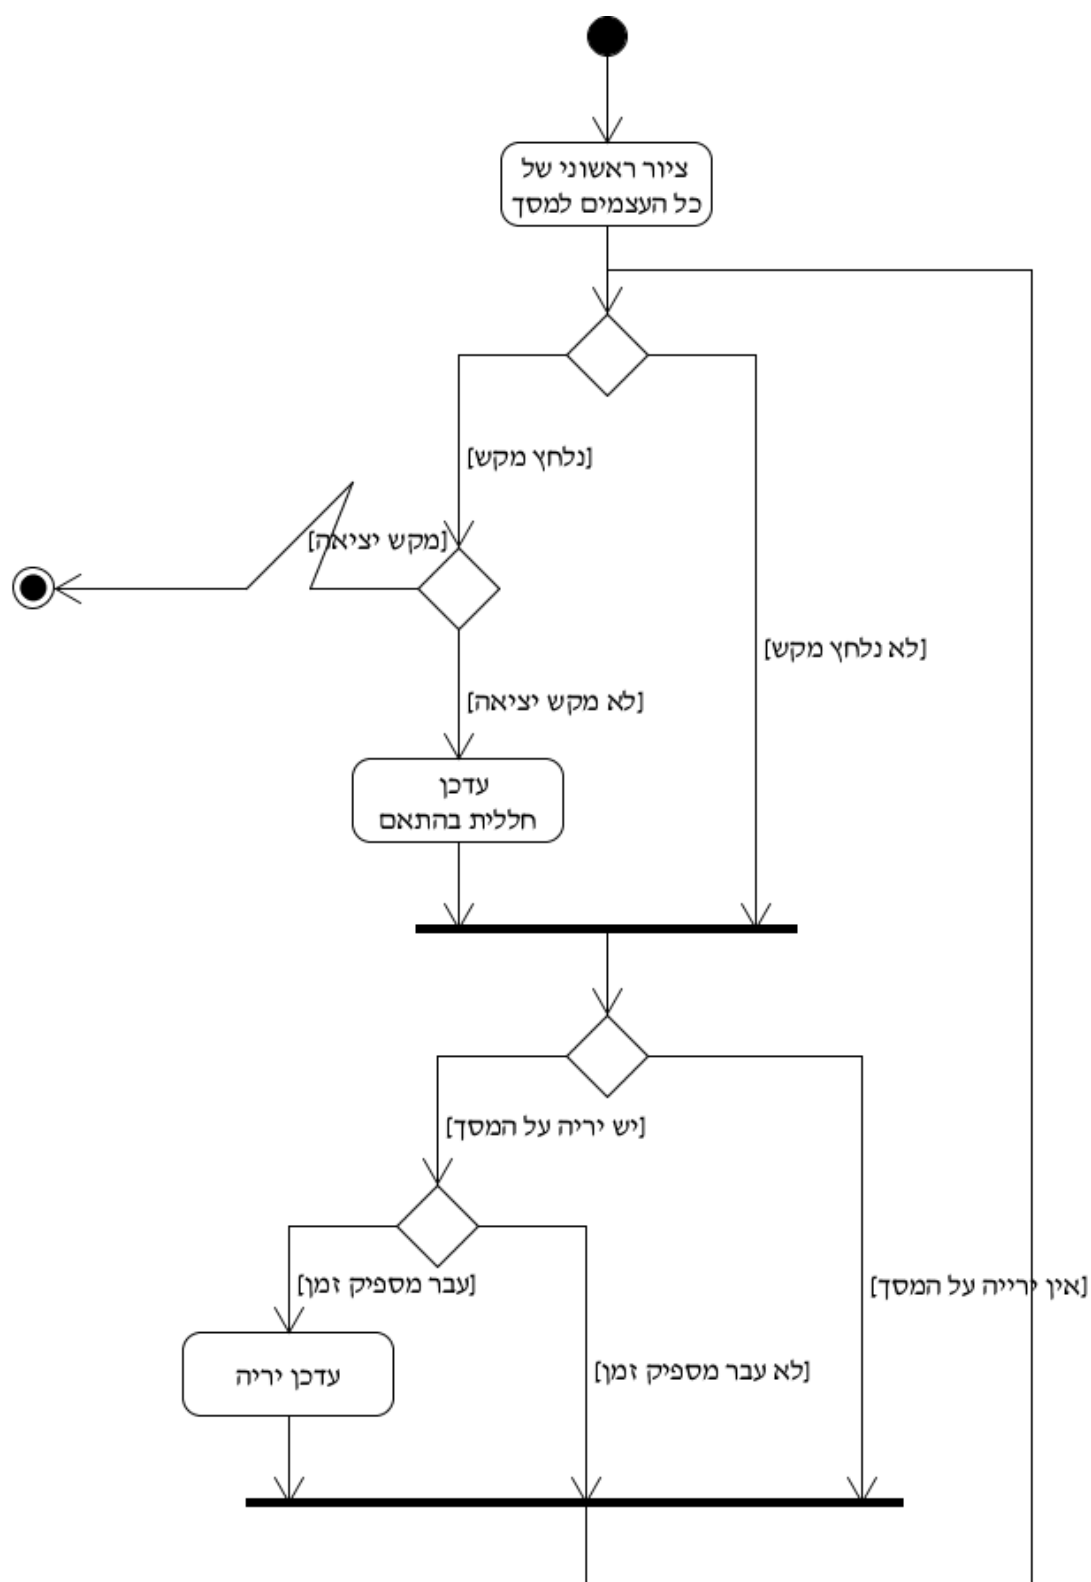 ציור ראשוני של
כל העצמים למסך
[נלחץ מקש]
[מקש יציאה]
[לא נלחץ מקש]
[לא מקש יציאה]
עדכן
חללית בהתאם
[יש יריה על המסך]
[עבר מספיק זמן]
[אין ירייה על המסך]
[לא עבר מספיק זמן]
עדכן יריה